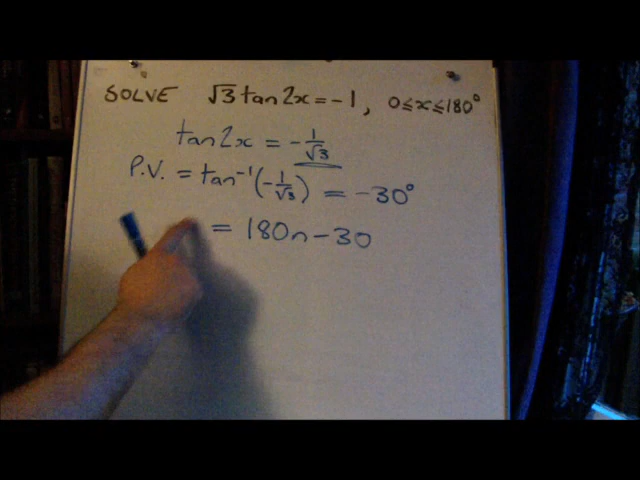 SOLVE √3 tan 2x = -1, 0 ≤ x ≤ 180°
tan 2x = -1/√3
P.V. = tan⁻¹(-1/√3) = -30°
= 180n - 30